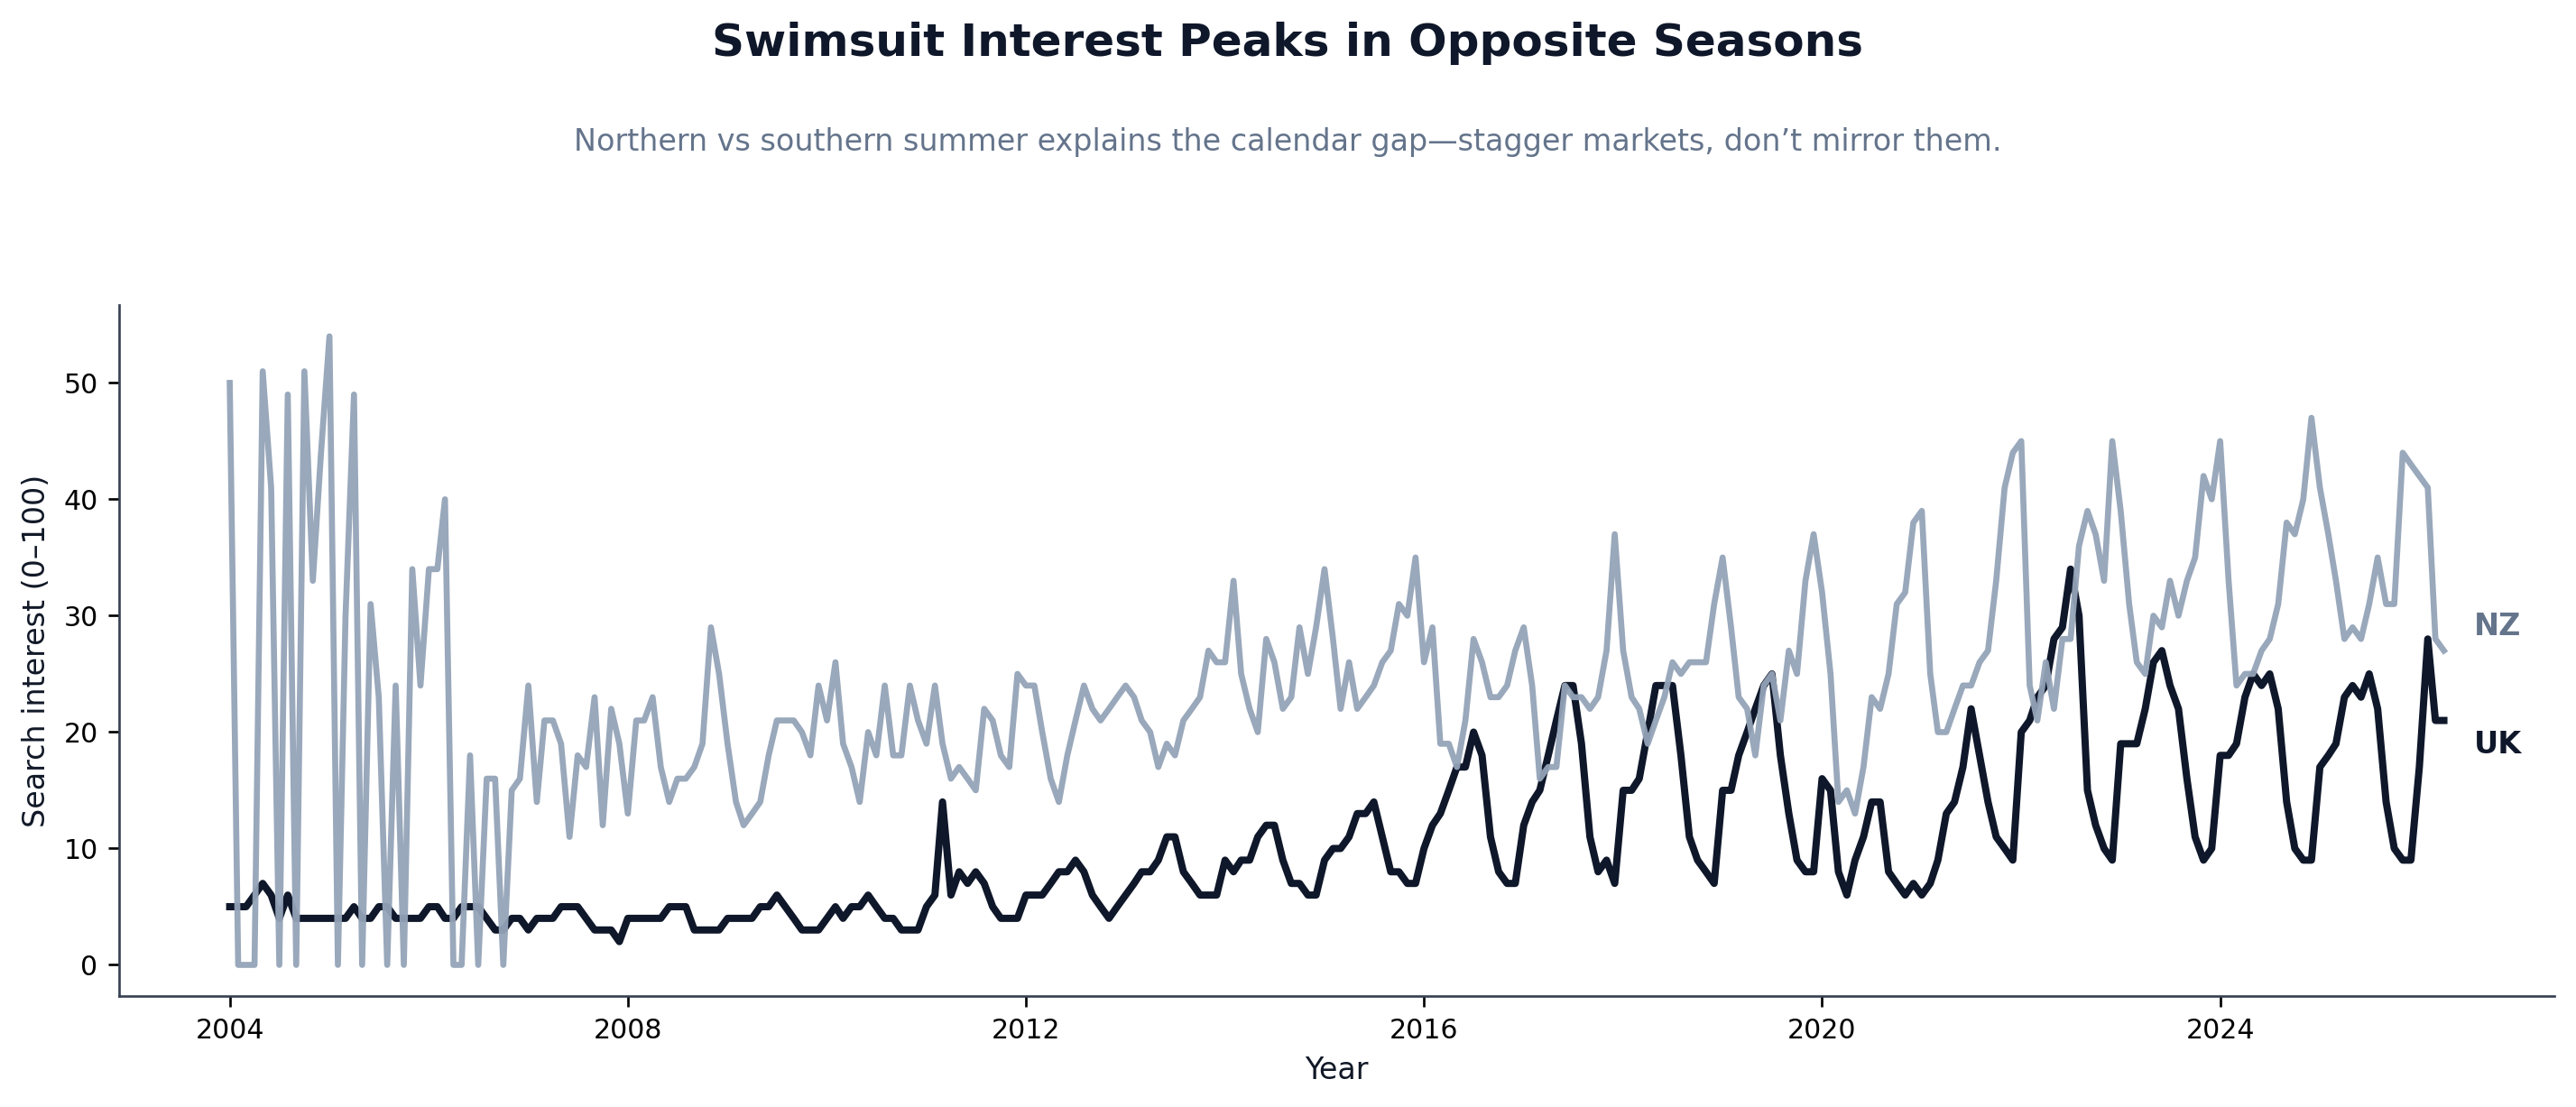 Swimsuit Interest Peaks in Opposite Seasons
Northern vs southern summer explains the calendar gap—stagger markets, don’t mirror them.
Search interest (0–100)
50
40
30
20
10
0
NZ
UK
2004
2008
2012
2016
2020
2024
Year